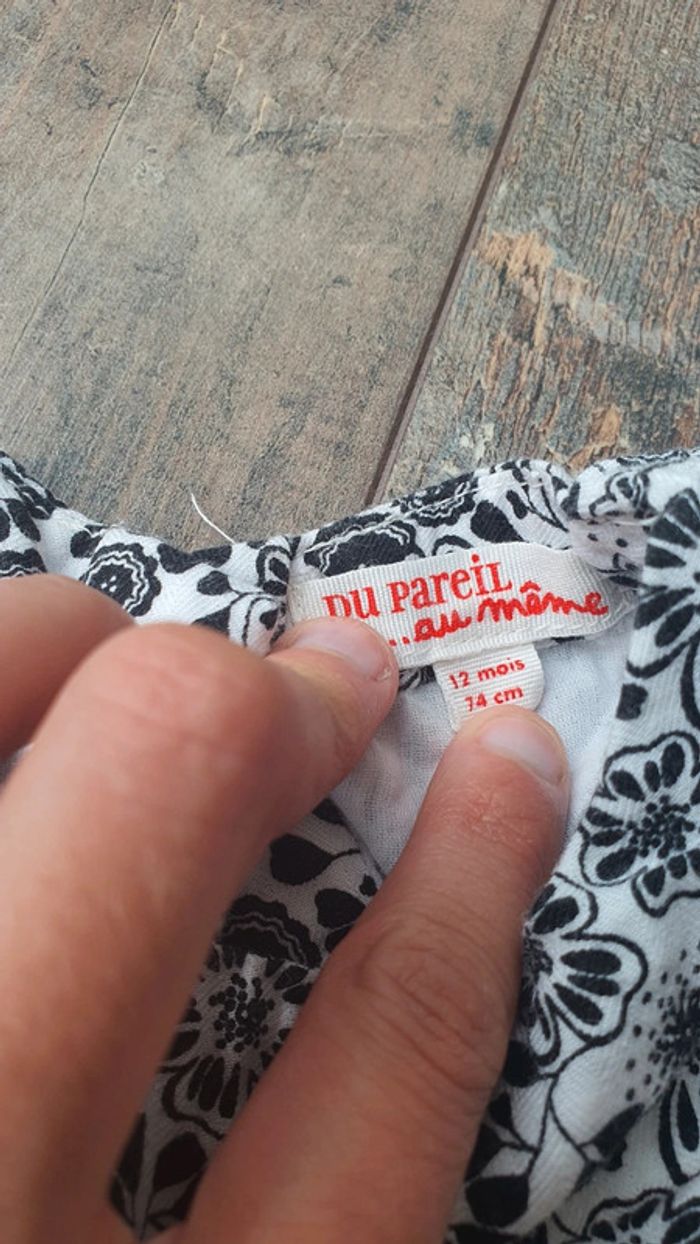 DU PAREIL
...au même
12 mois
74 cm